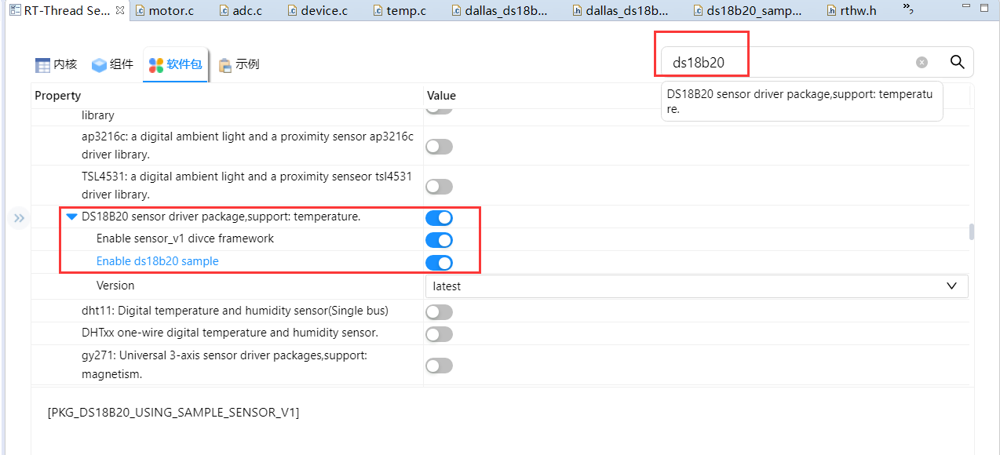 RT-Thread Se... motor.c adc.c device.c temp.c dallas_ds18b... dallas_ds18b... ds18b20_samp... rthw.h »2
内核 组件 软件包 示例 ds18b20
DS18B20 sensor driver package,support: temperatu
re.
Property Value
library
ap3216c: a digital ambient light and a proximity sensor ap3216c
driver library.
TSL4531: a digital ambient light and a proximity senseor tsl4531
driver library.
DS18B20 sensor driver package,support: temperature.
Enable sensor_v1 divce framework
Enable ds18b20 sample
Version latest
dht11: Digital temperature and humidity sensor(Single bus)
DHTxx one-wire digital temperature and humidity sensor.
gy271: Universal 3-axis sensor driver packages,support:
magnetism.
[PKG_DS18B20_USING_SAMPLE_SENSOR_V1]